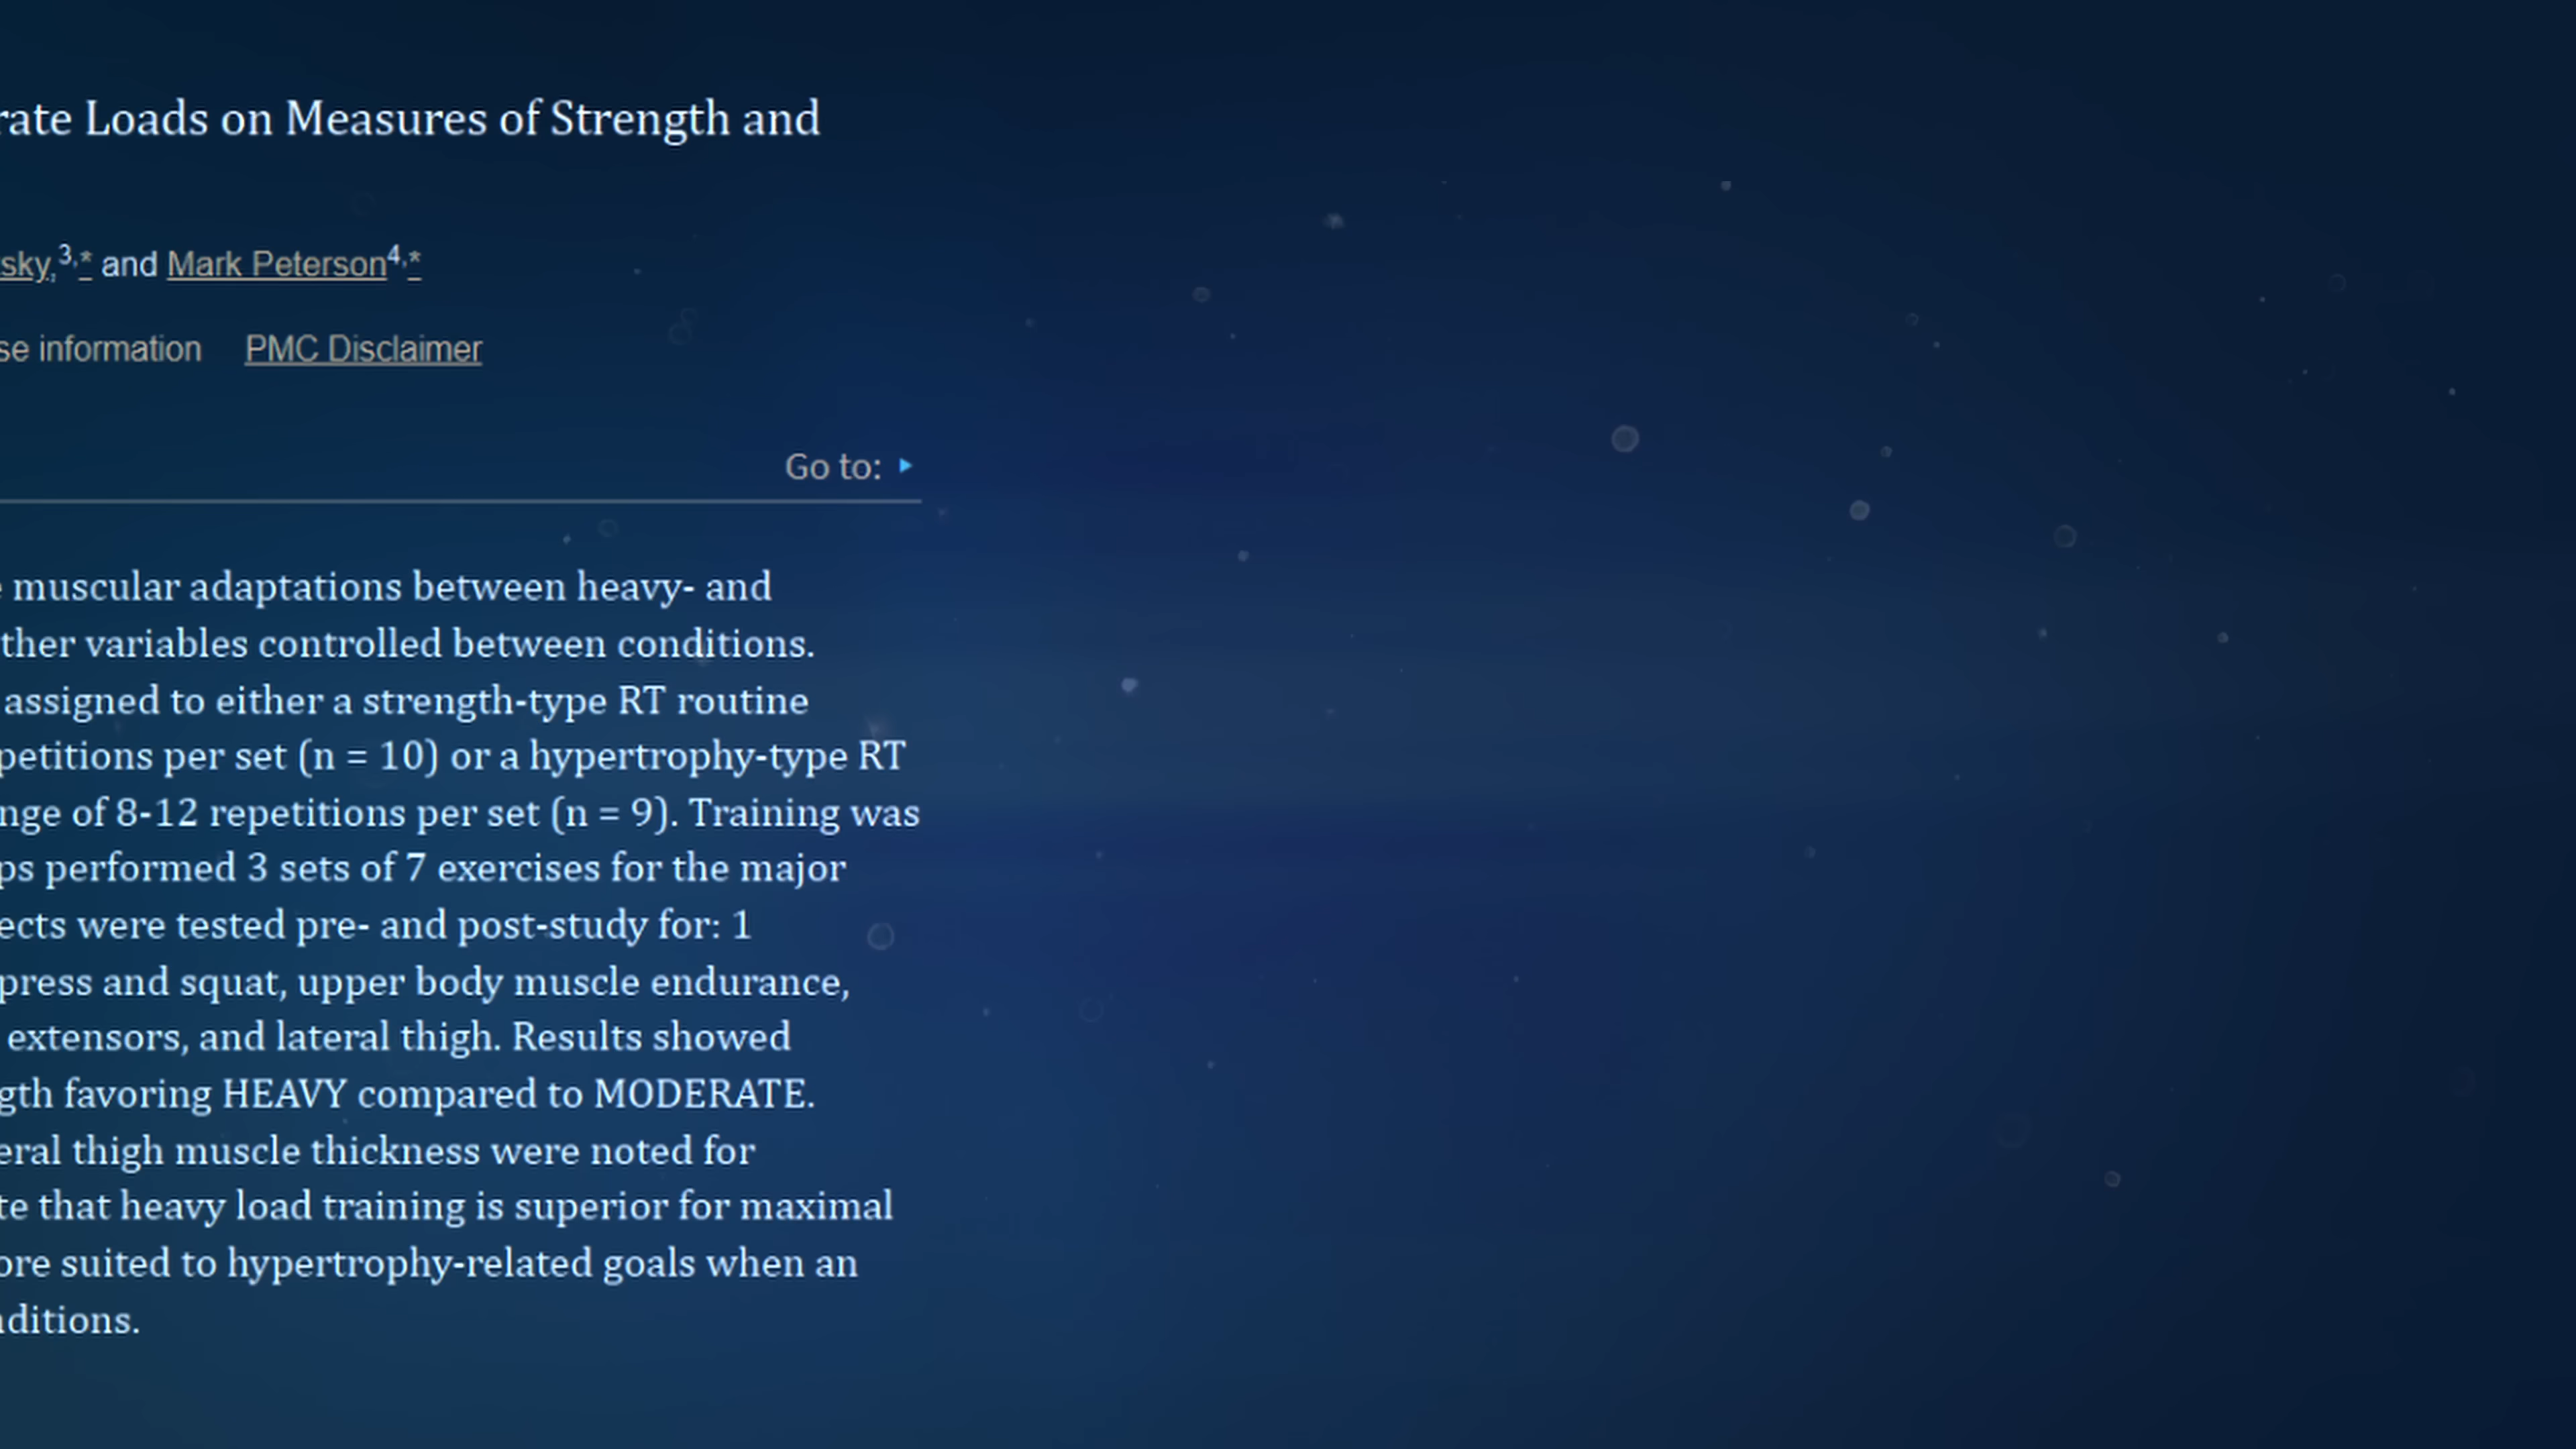 rate Loads on Measures of Strength and
sky,3,* and Mark Peterson4,*
se information PMC Disclaimer
Go to:
muscular adaptations between heavy- and
ther variables controlled between conditions.
assigned to either a strength-type RT routine
petitions per set (n = 10) or a hypertrophy-type RT
nge of 8-12 repetitions per set (n = 9). Training was
ps performed 3 sets of 7 exercises for the major
ects were tested pre- and post-study for: 1
press and squat, upper body muscle endurance,
extensors, and lateral thigh. Results showed
gth favoring HEAVY compared to MODERATE.
eral thigh muscle thickness were noted for
te that heavy load training is superior for maximal
ore suited to hypertrophy-related goals when an
ditions.